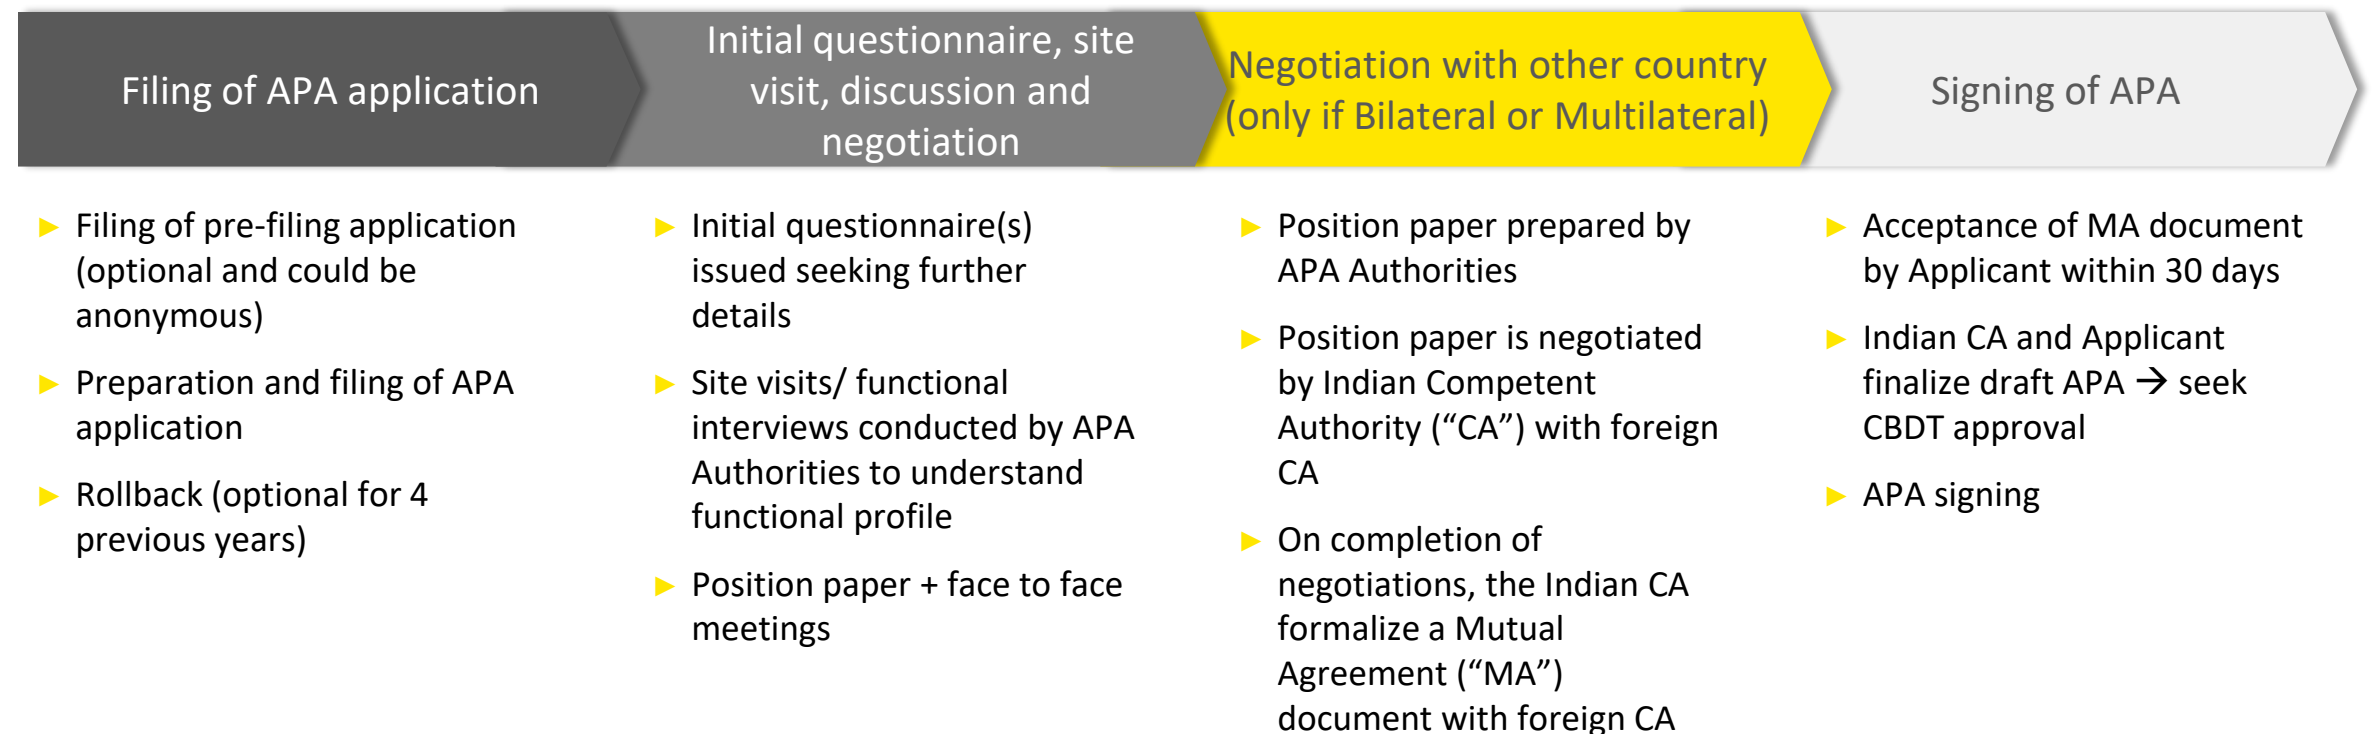 Filing of APA application
Initial questionnaire, site
visit, discussion and
negotiation
Negotiation with other country
(only if Bilateral or Multilateral)
Signing of APA
► Filing of pre-filing application
(optional and could be
anonymous)
► Preparation and filing of APA
application
► Rollback (optional for 4
previous years)
► Initial questionnaire(s)
issued seeking further
details
► Site visits/ functional
interviews conducted by APA
Authorities to understand
functional profile
► Position paper + face to face
meetings
► Position paper prepared by
APA Authorities
► Position paper is negotiated
by Indian Competent
Authority (“CA”) with foreign
CA
► On completion of
negotiations, the Indian CA
formalize a Mutual
Agreement (“MA”)
document with foreign CA
► Acceptance of MA document
by Applicant within 30 days
► Indian CA and Applicant
finalize draft APA → seek
CBDT approval
► APA signing